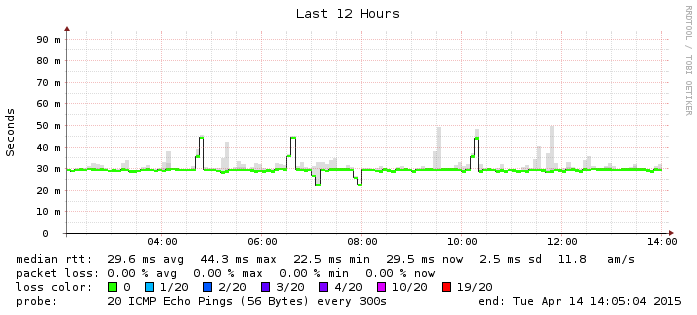 Last 12 Hours
RRDTOOL / TOBI OETIKER
Seconds
90 m
80 m
70 m
60 m
50 m
40 m
30 m
20 m
10 m
0
04:00 06:00 08:00 10:00 12:00 14:00
median rtt: 29.6 ms avg 44.3 ms max 22.5 ms min 29.5 ms now 2.5 ms sd 11.8 am/s
packet loss: 0.00 % avg 0.00 % max 0.00 % min 0.00 % now
loss color: 0 1/20 2/20 3/20 4/20 10/20 19/20
probe: 20 ICMP Echo Pings (56 Bytes) every 300s end: Tue Apr 14 14:05:04 2015